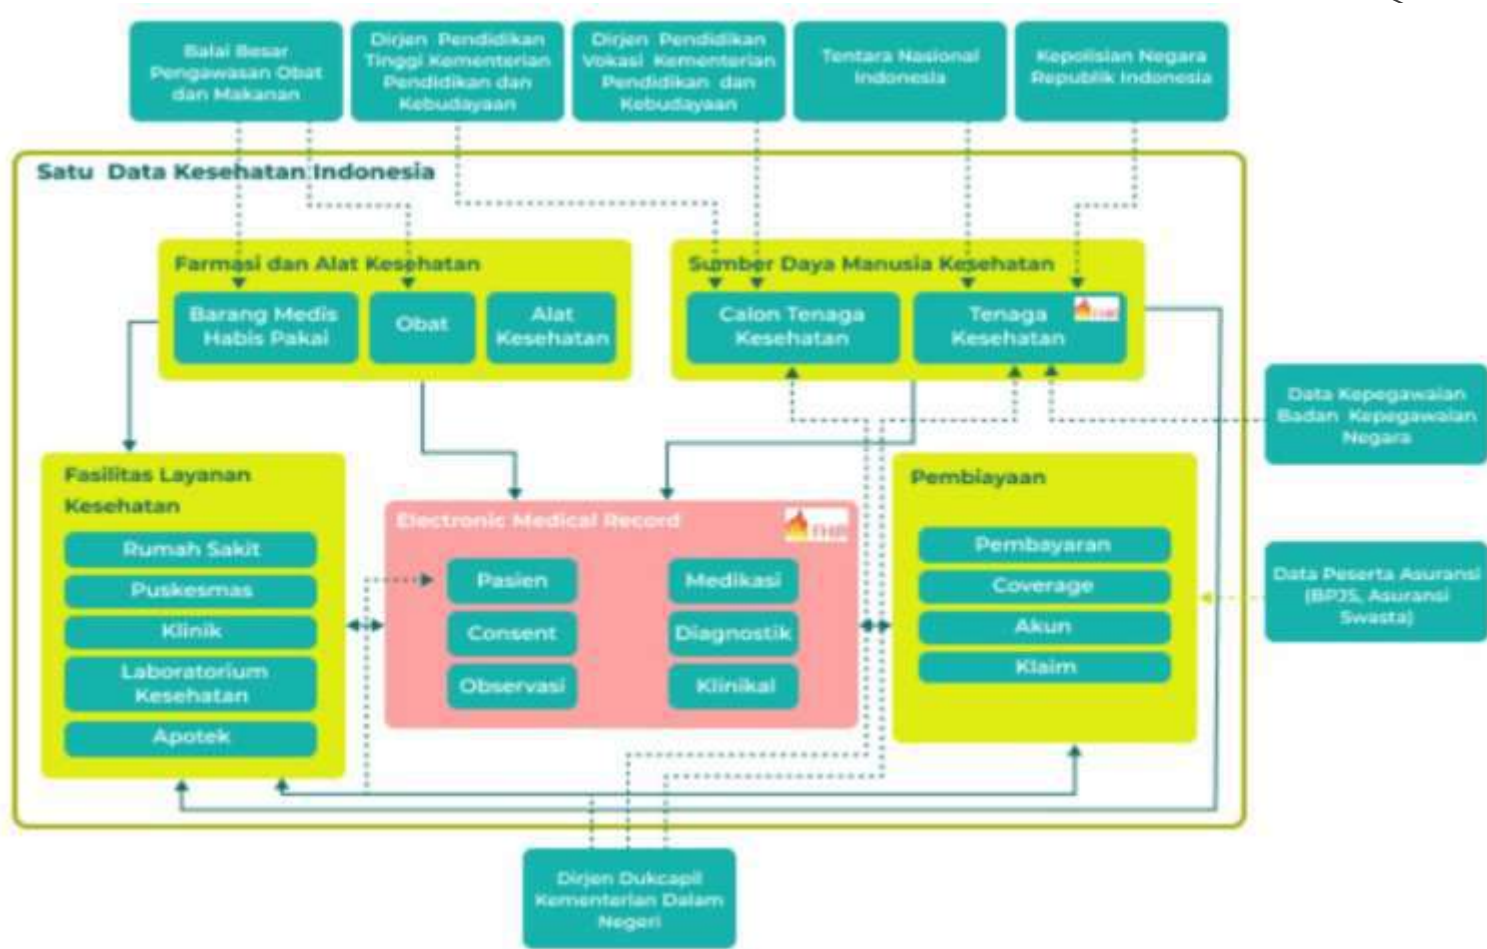 Balai Besar
Pengawasan Obat
dan Makanan
Dirjen Pendidikan
Tinggi Kementerian
Pendidikan dan
Kebudayaan
Dirjen Pendidikan
Vokasi Kementerian
Pendidikan dan
Kebudayaan
Tentara Nasional
Indonesia
Kepolisian Negara
Republik Indonesia
Satu Data Kesehatan Indonesia
Farmasi dan Alat Kesehatan
Barang Medis
Habis Pakai
Obat
Alat
Kesehatan
Sumber Daya Manusia Kesehatan
Calon Tenaga
Kesehatan
Tenaga
Kesehatan
Data Kepegawaian
Badan Kepegawaian
Negara
Fasilitas Layanan
Kesehatan
Rumah Sakit
Puskesmas
Klinik
Laboratorium
Kesehatan
Apotek
Electronic Medical Record
Pasien
Consent
Observasi
Medikasi
Diagnostik
Klinikal
Pembiayaan
Pembayaran
Coverage
Akun
Klaim
Data Peserta Asuransi
(BPJS, Asuransi
Swasta)
Dirjen Dukcapil
Kementerian Dalam
Negeri